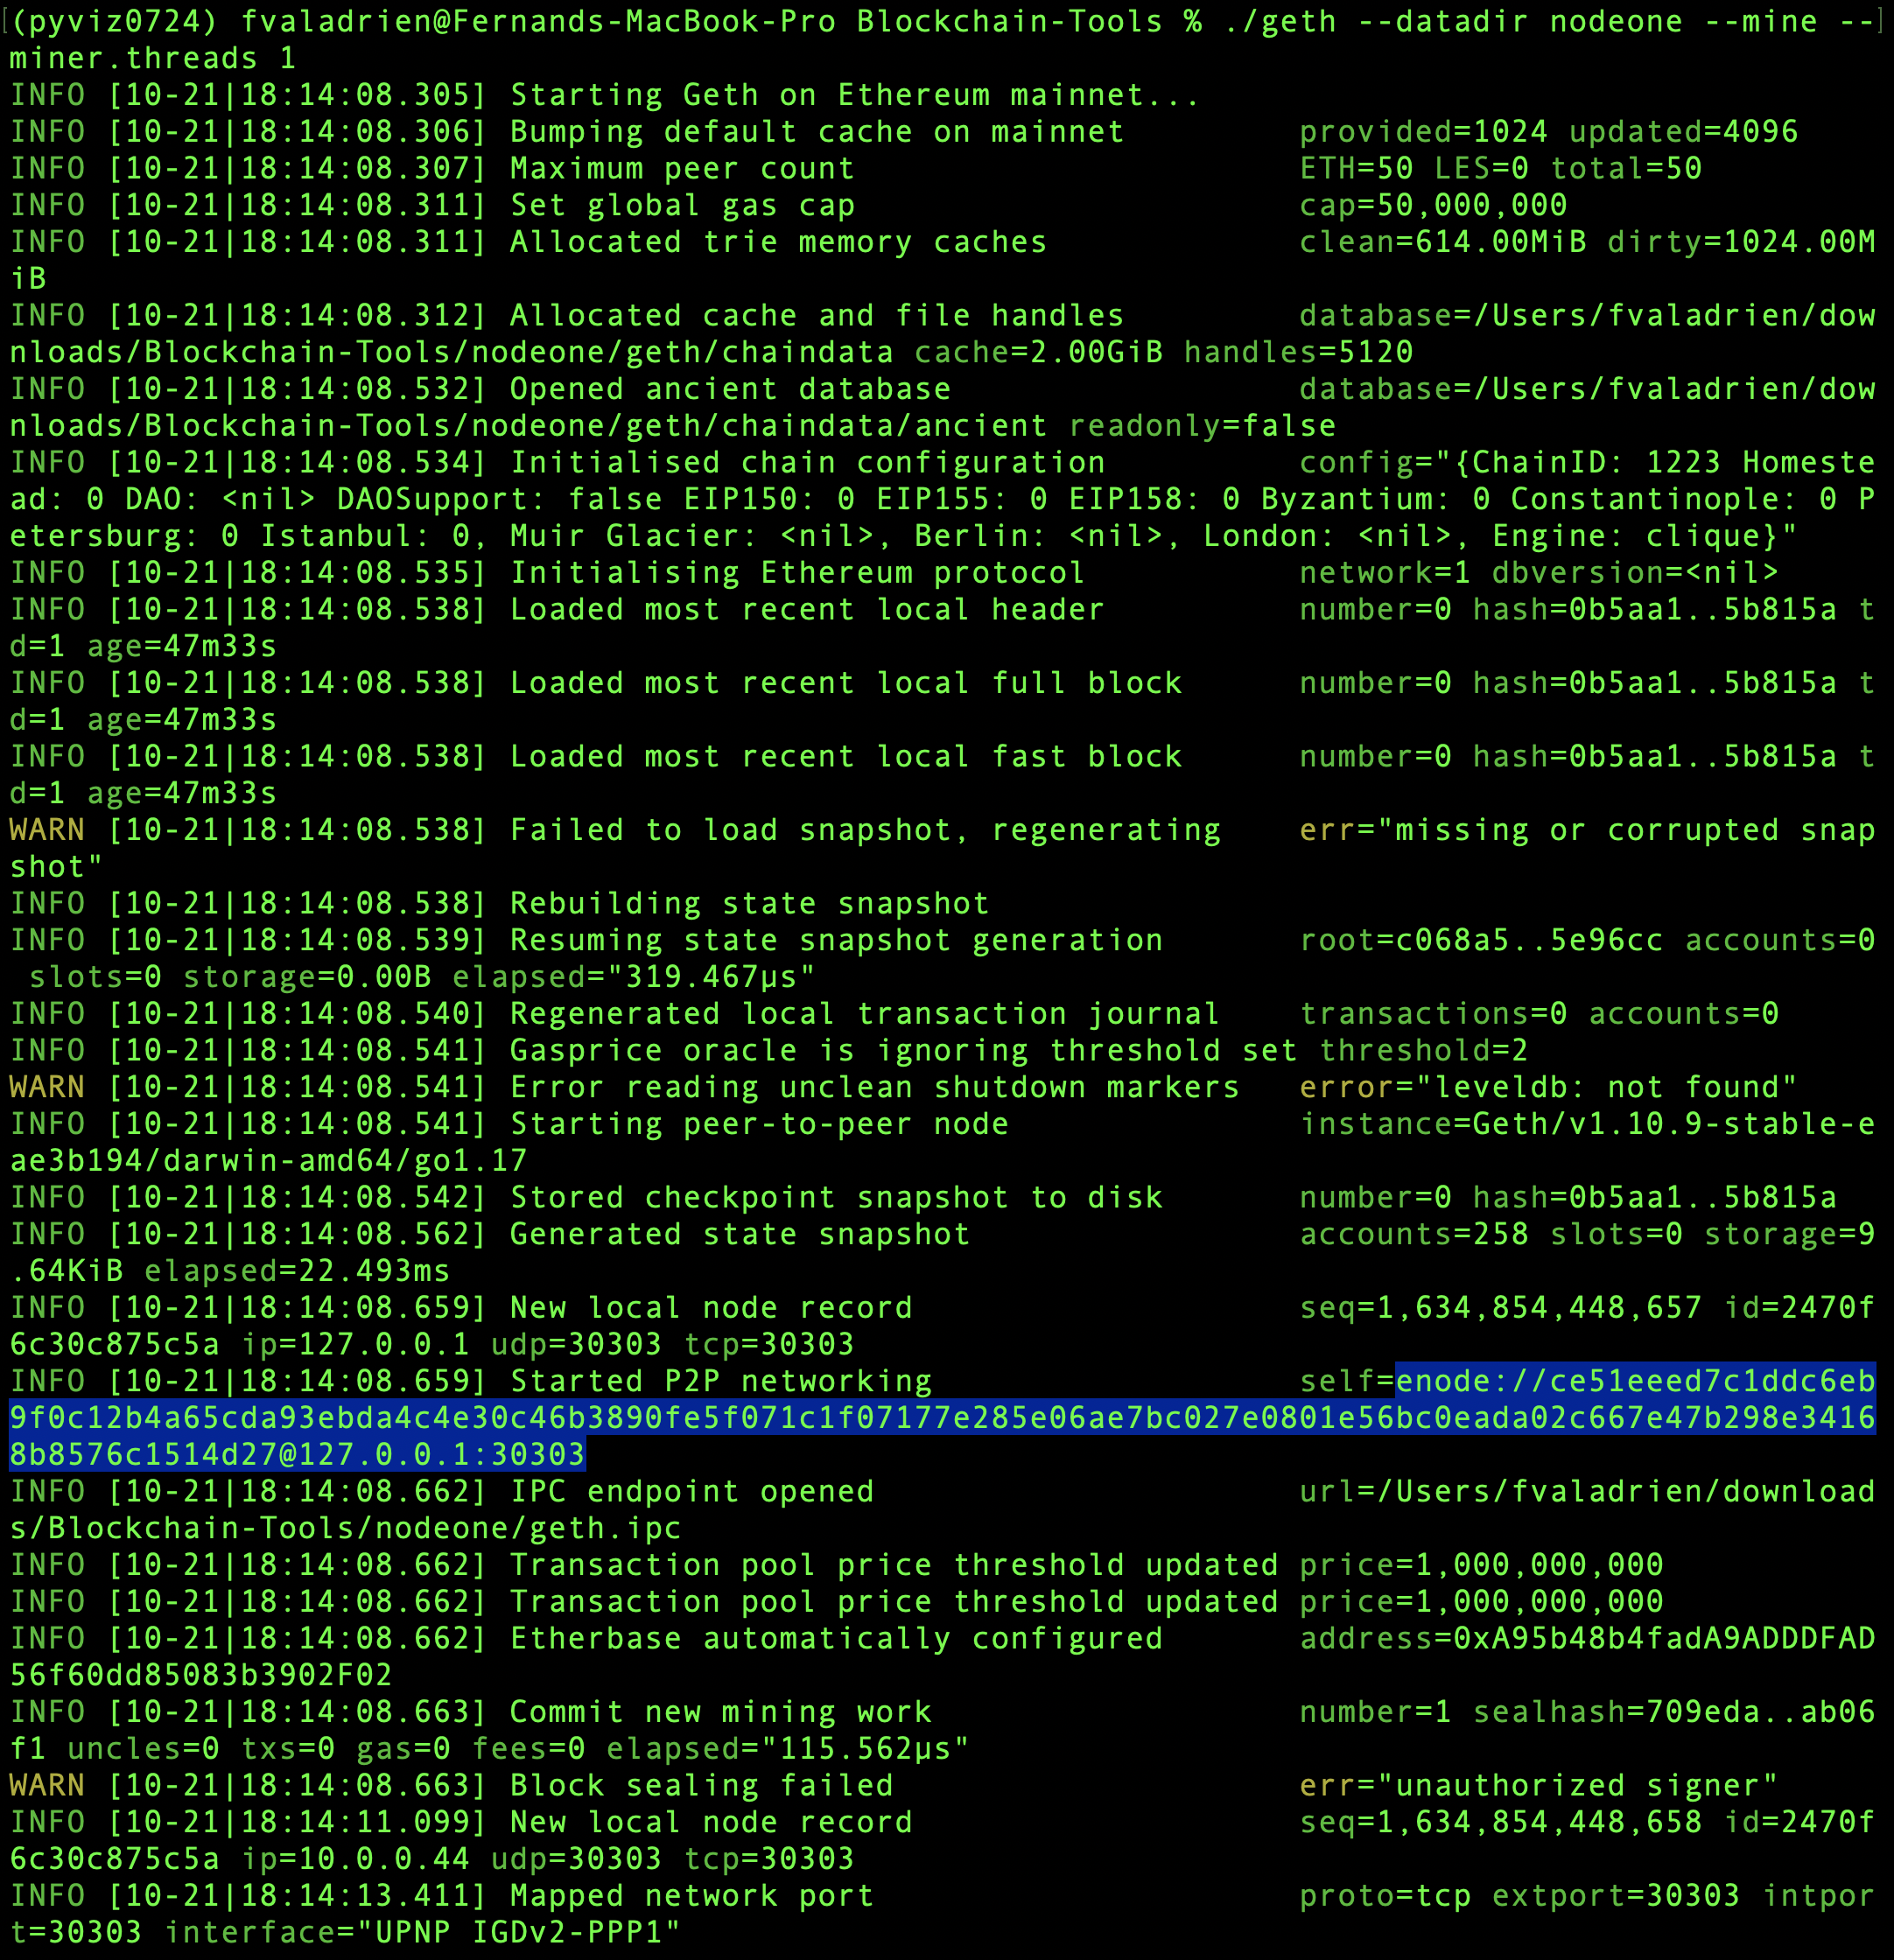 [(pyviz0724) fvaladrien@Fernands-MacBook-Pro Blockchain-Tools % ./geth --datadir nodeone --mine --]
miner.threads 1
INFO [10-21|18:14:08.305] Starting Geth on Ethereum mainnet...
INFO [10-21|18:14:08.306] Bumping default cache on mainnet         provided=1024 updated=4096
INFO [10-21|18:14:08.307] Maximum peer count                       ETH=50 LES=0 total=50
INFO [10-21|18:14:08.311] Set global gas cap                       cap=50,000,000
INFO [10-21|18:14:08.311] Allocated trie memory caches             clean=614.00MiB dirty=1024.00M
iB
INFO [10-21|18:14:08.312] Allocated cache and file handles         database=/Users/fvaladrien/dow
nloads/Blockchain-Tools/nodeone/geth/chaindata cache=2.00GiB handles=5120
INFO [10-21|18:14:08.532] Opened ancient database                  database=/Users/fvaladrien/dow
nloads/Blockchain-Tools/nodeone/geth/chaindata/ancient readonly=false
INFO [10-21|18:14:08.534] Initialised chain configuration          config="{ChainID: 1223 Homeste
ad: 0 DAO: <nil> DAOSupport: false EIP150: 0 EIP155: 0 EIP158: 0 Byzantium: 0 Constantinople: 0 P
etersburg: 0 Istanbul: 0, Muir Glacier: <nil>, Berlin: <nil>, London: <nil>, Engine: clique}"
INFO [10-21|18:14:08.535] Initialising Ethereum protocol           network=1 dbversion=<nil>
INFO [10-21|18:14:08.538] Loaded most recent local header          number=0 hash=0b5aa1..5b815a t
d=1 age=47m33s
INFO [10-21|18:14:08.538] Loaded most recent local full block      number=0 hash=0b5aa1..5b815a t
d=1 age=47m33s
INFO [10-21|18:14:08.538] Loaded most recent local fast block      number=0 hash=0b5aa1..5b815a t
d=1 age=47m33s
WARN [10-21|18:14:08.538] Failed to load snapshot, regenerating    err="missing or corrupted snap
shot"
INFO [10-21|18:14:08.538] Rebuilding state snapshot
INFO [10-21|18:14:08.539] Resuming state snapshot generation       root=c068a5..5e96cc accounts=0
 slots=0 storage=0.00B elapsed="319.467µs"
INFO [10-21|18:14:08.540] Regenerated local transaction journal    transactions=0 accounts=0
INFO [10-21|18:14:08.541] Gasprice oracle is ignoring threshold set threshold=2
WARN [10-21|18:14:08.541] Error reading unclean shutdown markers   error="leveldb: not found"
INFO [10-21|18:14:08.541] Starting peer-to-peer node               instance=Geth/v1.10.9-stable-e
ae3b194/darwin-amd64/go1.17
INFO [10-21|18:14:08.542] Stored checkpoint snapshot to disk       number=0 hash=0b5aa1..5b815a
INFO [10-21|18:14:08.562] Generated state snapshot                 accounts=258 slots=0 storage=9
.64KiB elapsed=22.493ms
INFO [10-21|18:14:08.659] New local node record                    seq=1,634,854,448,657 id=2470f
6c30c875c5a ip=127.0.0.1 udp=30303 tcp=30303
INFO [10-21|18:14:08.659] Started P2P networking                   self=enode://ce51eeed7c1ddc6eb
9f0c12b4a65cda93ebda4c4e30c46b3890fe5f071c1f07177e285e06ae7bc027e0801e56bc0eada02c667e47b298e3416
8b8576c1514d27@127.0.0.1:30303
INFO [10-21|18:14:08.662] IPC endpoint opened                      url=/Users/fvaladrien/download
s/Blockchain-Tools/nodeone/geth.ipc
INFO [10-21|18:14:08.662] Transaction pool price threshold updated price=1,000,000,000
INFO [10-21|18:14:08.662] Transaction pool price threshold updated price=1,000,000,000
INFO [10-21|18:14:08.662] Etherbase automatically configured       address=0xA95b48b4fadA9ADDDFAD
56f60dd85083b3902F02
INFO [10-21|18:14:08.663] Commit new mining work                   number=1 sealhash=709eda..ab06
f1 uncles=0 txs=0 gas=0 fees=0 elapsed="115.562µs"
WARN [10-21|18:14:08.663] Block sealing failed                     err="unauthorized signer"
INFO [10-21|18:14:11.099] New local node record                    seq=1,634,854,448,658 id=2470f
6c30c875c5a ip=10.0.0.44 udp=30303 tcp=30303
INFO [10-21|18:14:13.411] Mapped network port                      proto=tcp extport=30303 intpor
t=30303 interface="UPNP IGDv2-PPP1"